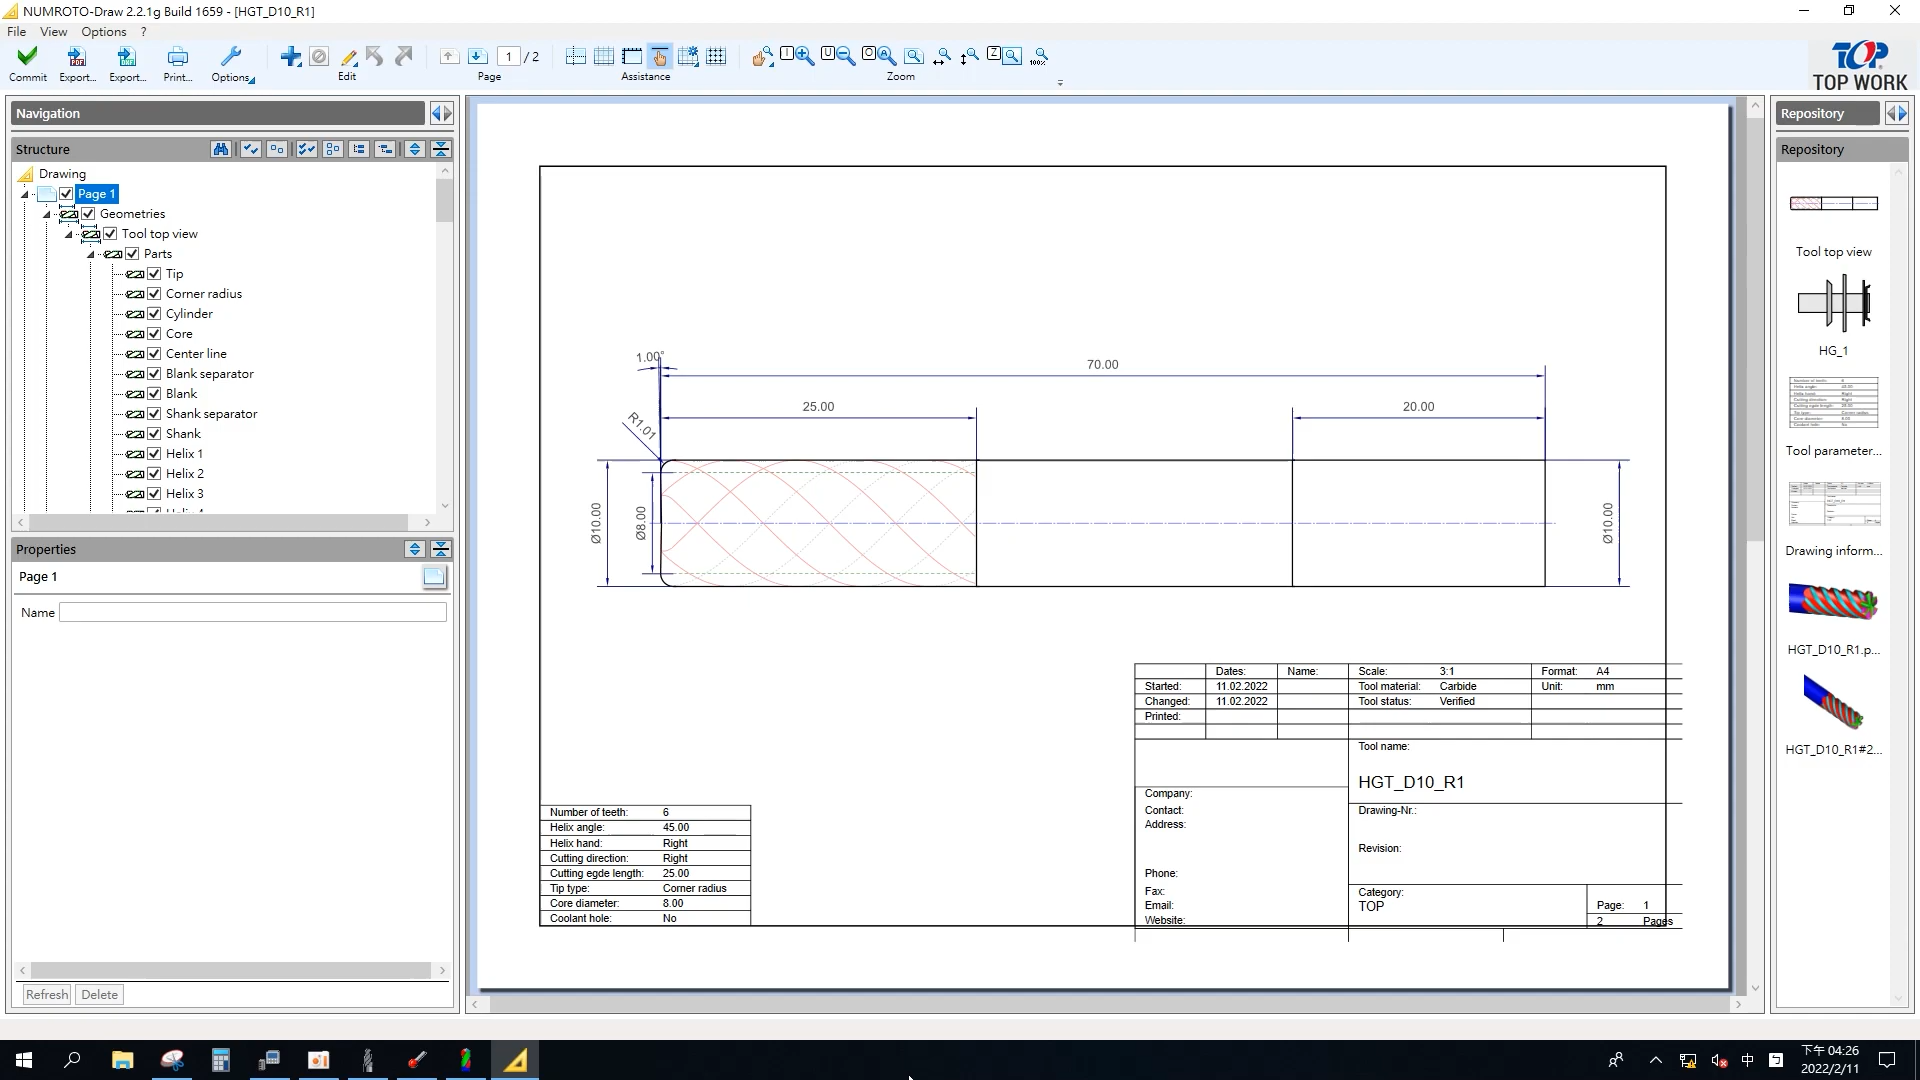 NUMROTO-Draw 2.2.1g Build 1659 - [HGT_D10_R1]
File View Options ?
1 / 2
I U O Z 100%
Commit Export... Export... Print... Options Edit Page Assistance Zoom
TOP
TOP WORK
Navigation
Structure
Drawing
Page 1
Geometries
Tool top view
Parts
Tip
Corner radius
Cylinder
Core
Center line
Blank separator
Blank
Shank separator
Shank
Helix 1
Helix 2
Helix 3
Properties
Page 1
Name
Refresh Delete
1.00°
70.00
25.00
20.00
R1.01
Ø10.00
Ø8.00
Ø10.00
Number of teeth: 6
Helix angle: 45.00
Helix hand: Right
Cutting direction: Right
Cutting egde length: 25.00
Tip type: Corner radius
Core diameter: 8.00
Coolant hole: No
Dates: Name: Scale: 3:1 Format: A4
Started: 11.02.2022 Tool material: Carbide Unit: mm
Changed: 11.02.2022 Tool status: Verified
Printed:
Tool name:
HGT_D10_R1
Company:
Contact:
Address:
Phone:
Fax:
Email:
Website:
Drawing-Nr.:
Revision:
Category:
TOP
Page: 1
2 Pages
Repository
Repository
Tool top view
HG_1
Tool parameter...
Drawing inform...
HGT_D10_R1.p...
HGT_D10_R1#2...
中
下午 04:26
2022/2/11